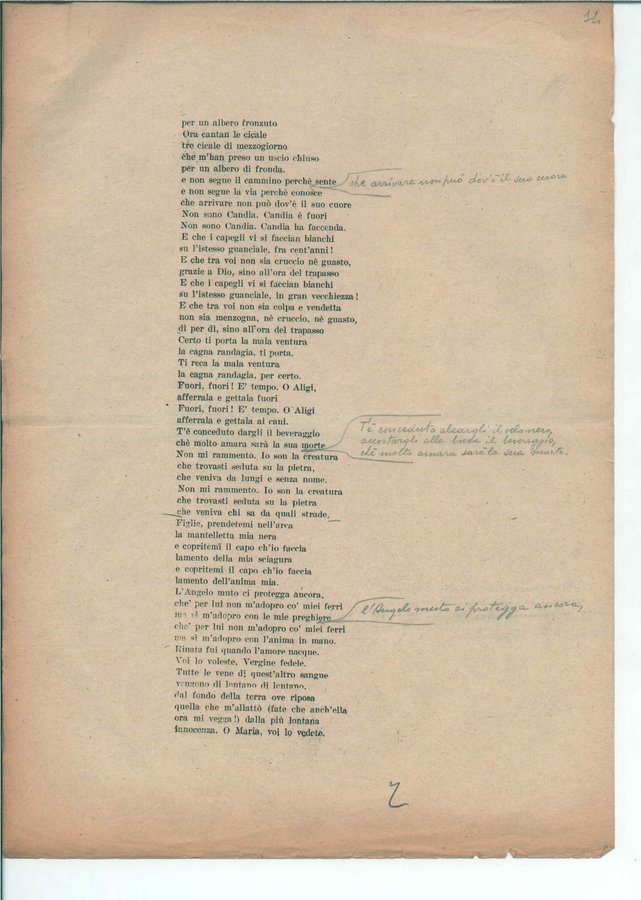 14
per un albero fronzuto
Ora cantan le cicale
tre cicale di mezzogiorno
che m'han preso un uscio chiuso
per un albero di fronda.
e non segue il cammino perchè sente
che arrivare non può dov'è il suo cuore
e non segue la via perchè conosce
che arrivare non può dov'è il suo cuore
Non sono Candia. Candia è fuori
Non sono Candia. Candia ha faccenda.
E che i capegli vi si faccian bianchi
su l'istesso guanciale, fra cent'anni!
E che tra voi non sia cruccio nè guasto,
grazie a Dio, sino all'ora del trapasso
E che i capegli vi si faccian bianchi
su l'istesso guanciale, in gran vecchiezza!
E che tra voi non sia colpa e vendetta
non sia menzogna, nè cruccio, nè guasto,
dì per dì, sino all'ora del trapasso
Certo ti porta la mala ventura
la cagna randagia, ti porta.
Ti reca la mala ventura
la cagna randagia, per certo.
Fuori, fuori! E' tempo. O Aligi,
afferrala e gettala fuori
Fuori, fuori! E' tempo. O Aligi
afferrala e gettala ai cani.
T'è conceduto dargli il beveraggio
chè molto amara sarà la sua morte
T'è conceduto alzargli il velo nero,
accostargli alla bocca il beveraggio,
chè molto amara sarà la sua morte.
Non mi rammento. Io son la creatura
che trovasti seduta su la pietra,
che veniva da lungi e senza nome.
Non mi rammento. Io son la creatura
che trovasti seduta su la pietra
che veniva chi sa da quali strade.
Figlie, prendetemi nell'arca
la mantelletta mia nera
e copritemi il capo ch'io faccia
lamento della mia sciagura
e copritemi il capo ch'io faccia
lamento dell'anima mia.
L'Angelo muto ci protegga àncora,
che' per lui non m'adopro co' miei ferri
ma sì m'adopro con le mie preghiere
l'Angelo muto ci protegga ancora,
che' per lui non m'adopro co' miei ferri
ma sì m'adopro con l'anima in mano.
Rinata fui quando l'amore nacque.
Voi lo voleste, Vergine fedele.
Tutte le vene di quest'altro sangue
vengono di lontano di lontano,
dal fondo della terra ove riposa
quella che m'allattò (fate che anch'ella
ora mi vegga!) dalla più lontana
innocenza. O Maria, voi lo vedete.